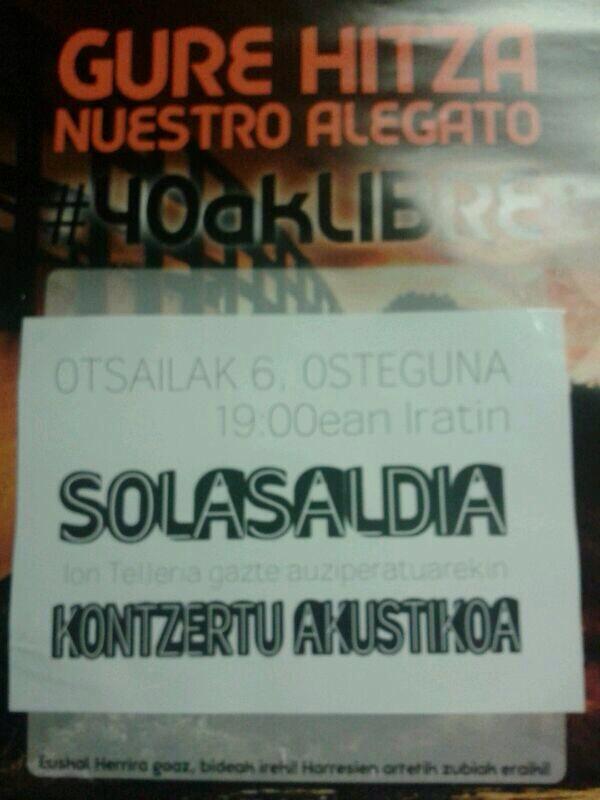 GURE HITZA
NUESTRO ALEGATO
#40akLIBRE
OTSAILAK 6, OSTEGUNA
19:00ean Iratin
SOLASALDIA
Ion Telleria gazte auziperatuarekin
KONTZERTU AKUSTIKOA
Euskal Herrira goaz, bideak ireki! Harresien artetik zubiak eraiki!